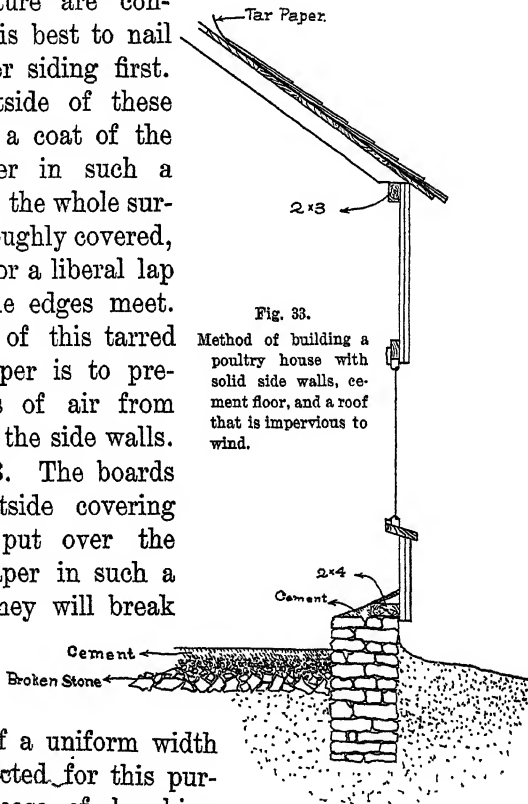 ture are con-
is best to nail
r siding first.
tside of these
a coat of the
er in such a
the whole sur-
ughly covered,
or a liberal lap
e edges meet.
of this tarred
per is to pre-
s of air from
the side walls.
The boards
tside covering
put over the
per in such a
hey will break
f a uniform width
cted for this pur-
Tar Paper.
2×3
Fig. 33.
Method of building a
poultry house with
solid side walls, ce-
ment floor, and a roof
that is impervious to
wind.
2×4
Cement
Cement
Broken Stone